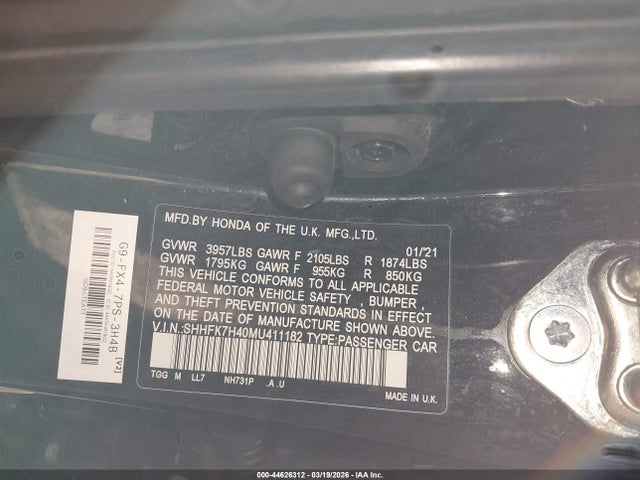 MFD.BY HONDA OF THE U.K. MFG.,LTD.
01/21
GVWR 3957LBS GAWR F 2105LBS R 1874LBS
GVWR 1795KG GAWR F 955KG R 850KG
THIS VEHICLE CONFORMS TO ALL APPLICABLE
FEDERAL MOTOR VEHICLE SAFETY , BUMPER ,
AND THEFT PREVENTION STANDARDS IN EFFECT
ON THE DATE OF MANUFACTURE SHOWN ABOVE.
V.I.N.:SHHFK7H40MU411182 TYPE:PASSENGER CAR
TGG M LL7 NH731P .A.U
MADE IN U.K.
G9-FX4-7PS-3H4B [V2]
000-44626312 - 03/19/2026 - IAA Inc.